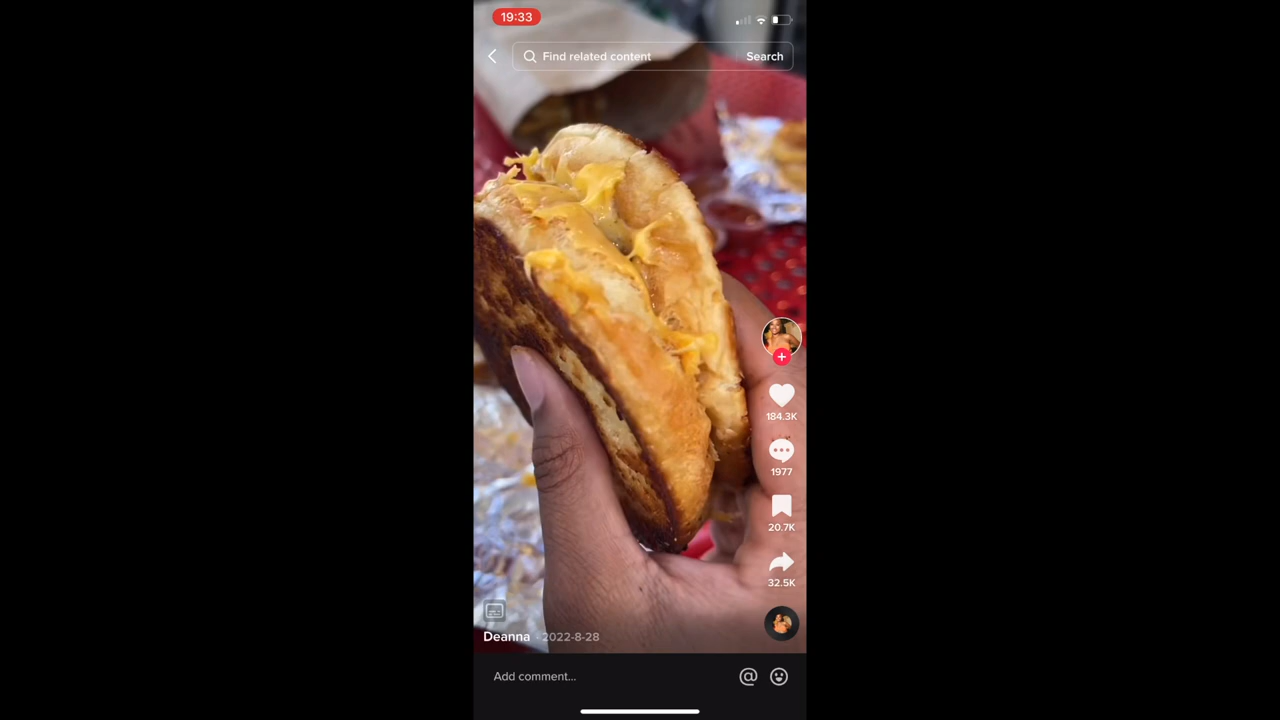 19:33
Find related content
Search
184.3K
1977
20.7K
32.5K
Deanna · 2022-8-28
Add comment...